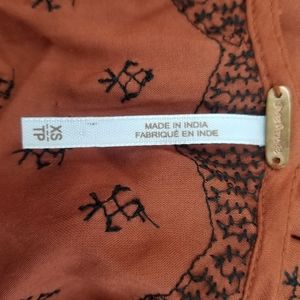 XS
TP
MADE IN INDIA
FABRIQUÉ EN INDE